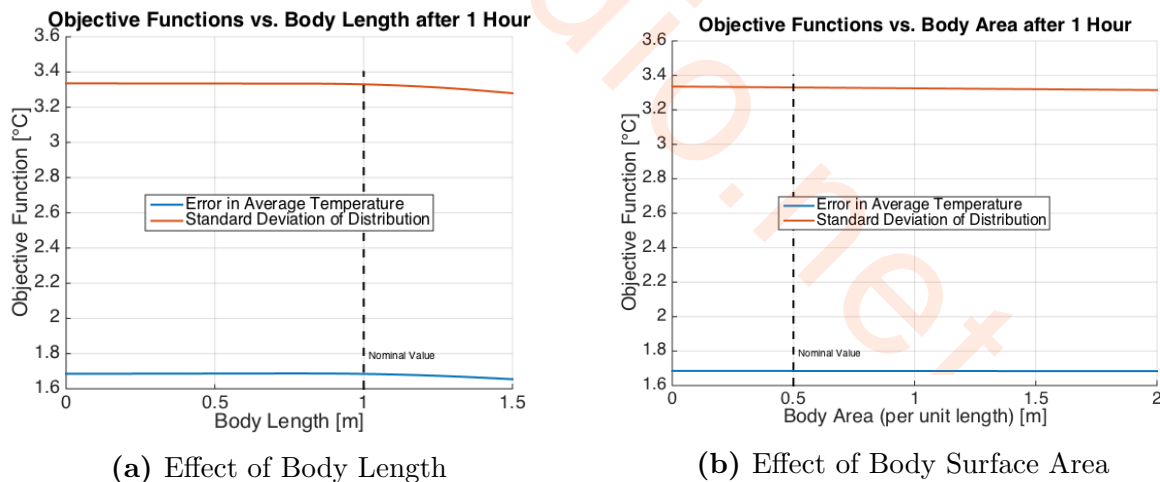 Objective Functions vs. Body Length after 1 Hour
3.6
3.4
3.2
3
2.8
2.6
2.4
2.2
2
1.8
1.6
Objective Function [°C]
Error in Average Temperature
Standard Deviation of Distribution
Nominal Value
0
0.5
1
1.5
Body Length [m]
(a) Effect of Body Length
Objective Functions vs. Body Area after 1 Hour
3.6
3.4
3.2
3
2.8
2.6
2.4
2.2
2
1.8
1.6
Objective Function [°C]
Error in Average Temperature
Standard Deviation of Distribution
Nominal Value
0
0.5
1
1.5
2
Body Area (per unit length) [m]
(b) Effect of Body Surface Area
dio.net